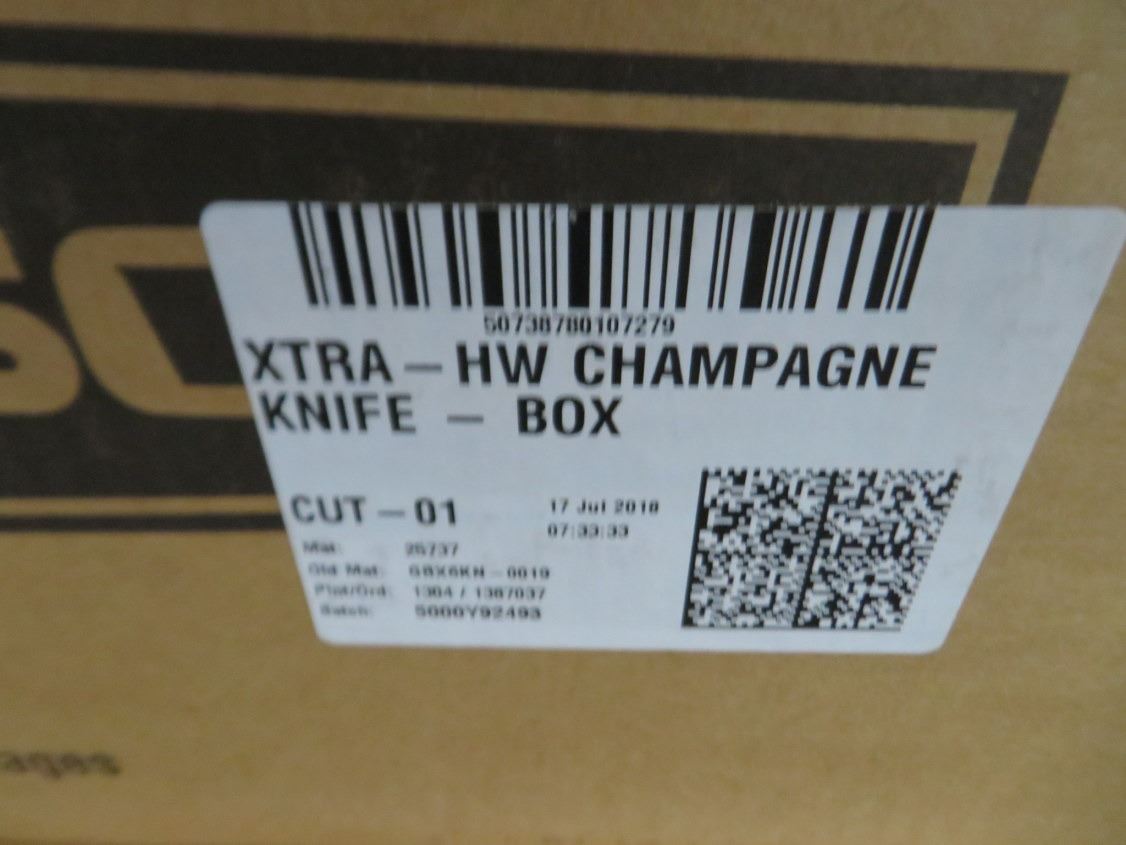 50738780107279
XTRA-HW CHAMPAGNE
KNIFE - BOX
CUT-01
17 Jul 2018
07:33:33
Mat: 25737
Old Mat: GBX6KN-0019
Plnt/Ord: 1304 / 1387037
Batch: 5000Y92493